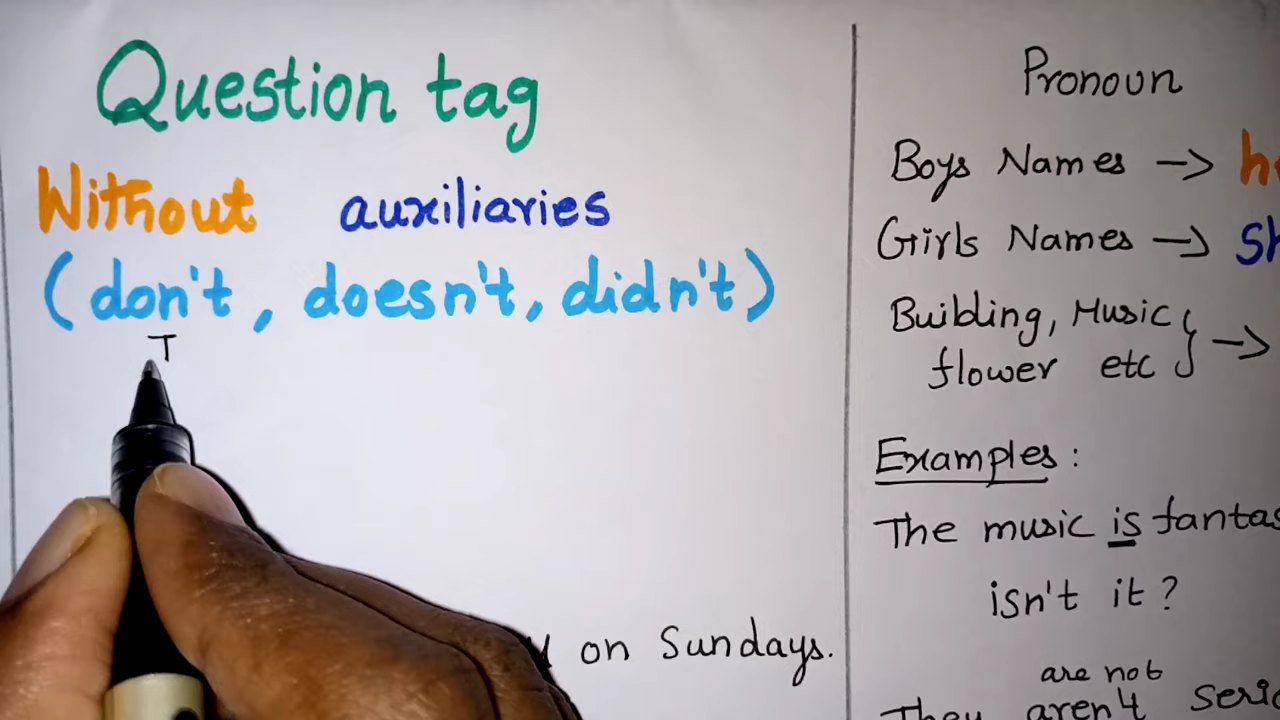 Question tag
Without auxiliaries
(don't, doesn't, didn't)
T
on Sundays.
Pronoun
Boys Names →
Girls Names →
Building, Music
flower etc } →
Examples:
The music is
isn't it?
are not
They aren't